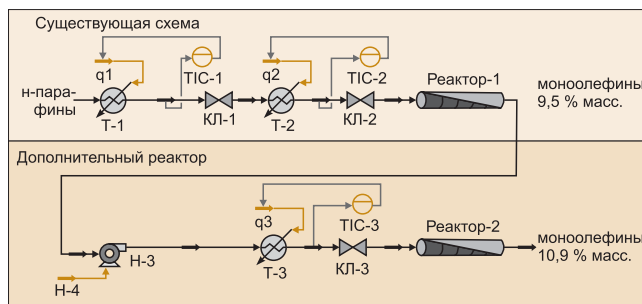 Существующая схема
q1
TIC-1
q2
TIC-2
Реактор-1
н-пара-
фины
Т-1
КЛ-1
Т-2
КЛ-2
моноолефины
9,5 % масс.
Дополнительный реактор
q3
TIC-3
Реактор-2
Н-3
Н-4
Т-3
КЛ-3
моноолефины
10,9 % масс.